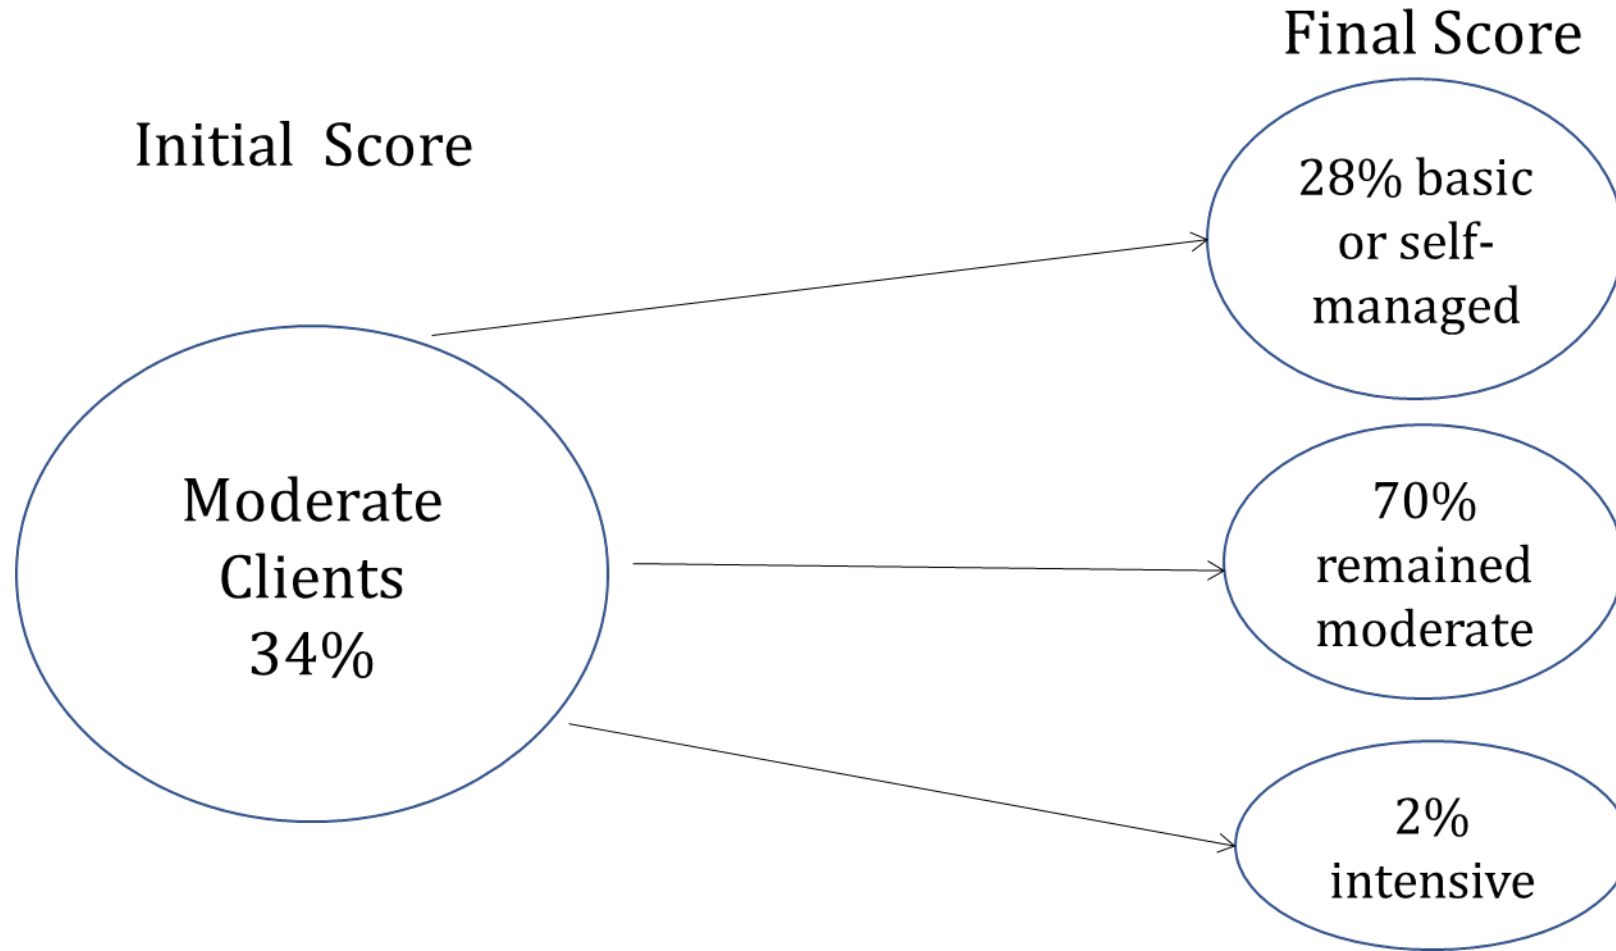 Final Score
Initial Score
28% basic
or self-
managed
Moderate
Clients
34%
70%
remained
moderate
2%
intensive